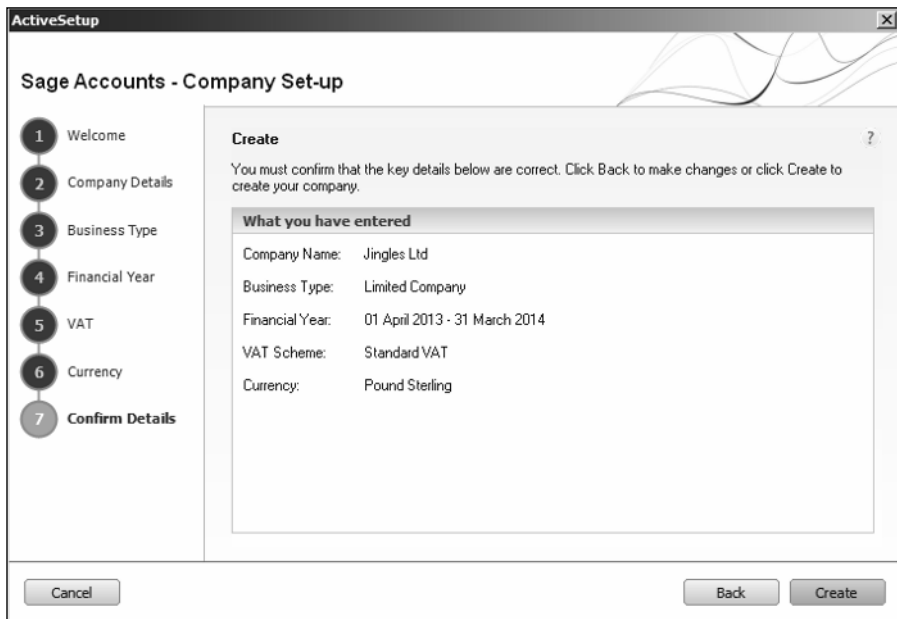 ActiveSetup
Sage Accounts - Company Set-up
1 Welcome
2 Company Details
3 Business Type
4 Financial Year
5 VAT
6 Currency
7 Confirm Details
Create
?
You must confirm that the key details below are correct. Click Back to make changes or click Create to
create your company.
What you have entered
Company Name: Jingles Ltd
Business Type: Limited Company
Financial Year: 01 April 2013 - 31 March 2014
VAT Scheme: Standard VAT
Currency: Pound Sterling
Cancel
Back
Create